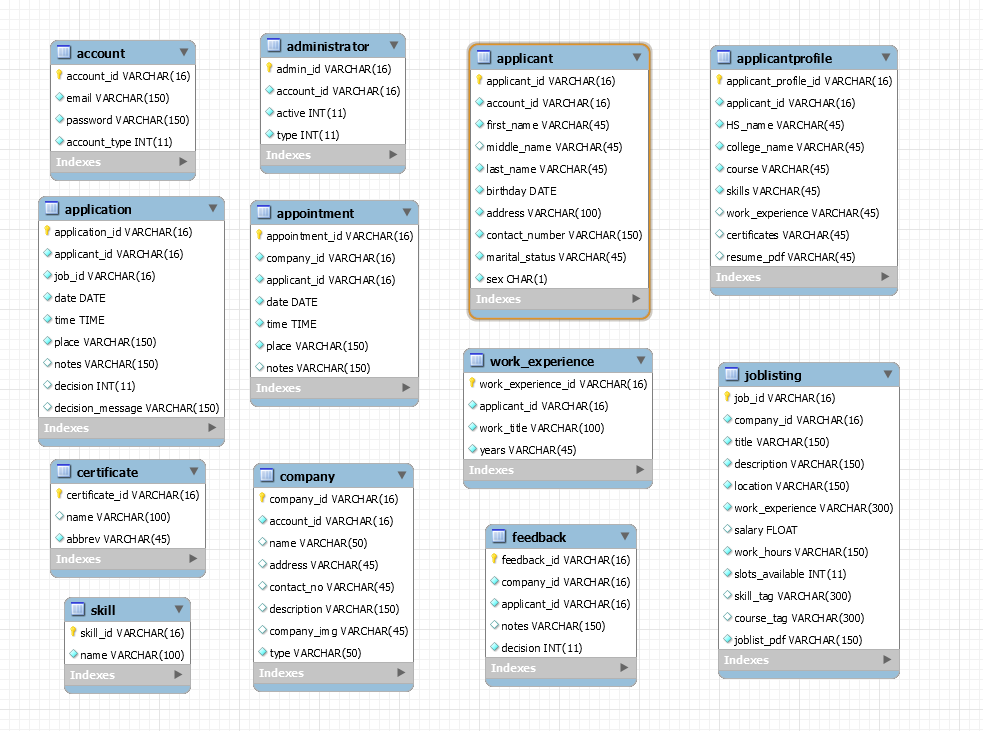 account
account_id VARCHAR(16)
email VARCHAR(150)
password VARCHAR(150)
account_type INT(11)
Indexes
administrator
admin_id VARCHAR(16)
account_id VARCHAR(16)
active INT(11)
type INT(11)
Indexes
applicant
applicant_id VARCHAR(16)
account_id VARCHAR(16)
first_name VARCHAR(45)
middle_name VARCHAR(45)
last_name VARCHAR(45)
birthday DATE
address VARCHAR(100)
contact_number VARCHAR(150)
marital_status VARCHAR(45)
sex CHAR(1)
Indexes
applicantprofile
applicant_profile_id VARCHAR(16)
applicant_id VARCHAR(16)
HS_name VARCHAR(45)
college_name VARCHAR(45)
course VARCHAR(45)
skills VARCHAR(45)
work_experience VARCHAR(45)
certificates VARCHAR(45)
resume_pdf VARCHAR(45)
Indexes
application
application_id VARCHAR(16)
applicant_id VARCHAR(16)
job_id VARCHAR(16)
date DATE
time TIME
place VARCHAR(150)
notes VARCHAR(150)
decision INT(11)
decision_message VARCHAR(150)
Indexes
appointment
appointment_id VARCHAR(16)
company_id VARCHAR(16)
applicant_id VARCHAR(16)
date DATE
time TIME
place VARCHAR(150)
notes VARCHAR(150)
Indexes
work_experience
work_experience_id VARCHAR(16)
applicant_id VARCHAR(16)
work_title VARCHAR(100)
years VARCHAR(45)
Indexes
joblisting
job_id VARCHAR(16)
company_id VARCHAR(16)
title VARCHAR(150)
description VARCHAR(150)
location VARCHAR(150)
work_experience VARCHAR(300)
salary FLOAT
work_hours VARCHAR(150)
slots_available INT(11)
skill_tag VARCHAR(300)
course_tag VARCHAR(300)
joblist_pdf VARCHAR(150)
Indexes
certificate
certificate_id VARCHAR(16)
name VARCHAR(100)
abbrev VARCHAR(45)
Indexes
company
company_id VARCHAR(16)
account_id VARCHAR(16)
name VARCHAR(50)
address VARCHAR(45)
contact_no VARCHAR(45)
description VARCHAR(150)
company_img VARCHAR(45)
type VARCHAR(50)
Indexes
feedback
feedback_id VARCHAR(16)
company_id VARCHAR(16)
applicant_id VARCHAR(16)
notes VARCHAR(150)
decision INT(11)
Indexes
skill
skill_id VARCHAR(16)
name VARCHAR(100)
Indexes